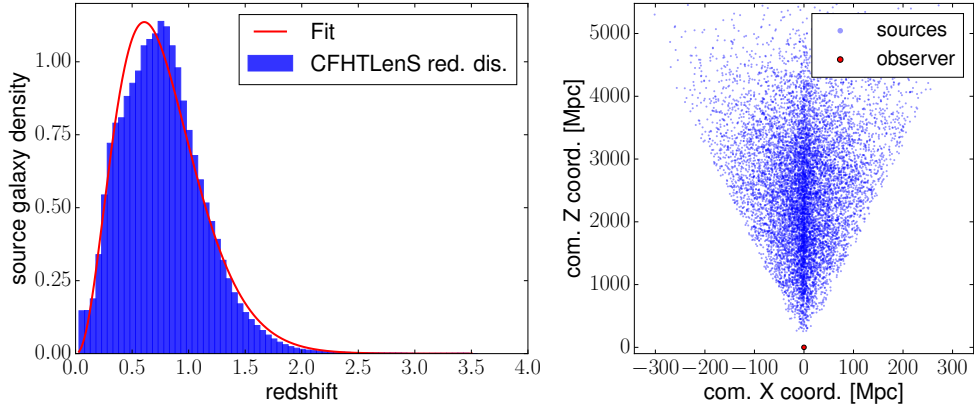 Fit
CFHTLenS red. dis.
source galaxy density
1.00
0.75
0.50
0.25
0.00
0.0 0.5 1.0 1.5 2.0 2.5 3.0 3.5 4.0
redshift
sources
observer
com. Z coord. [Mpc]
5000
4000
3000
2000
1000
0
−300 −200 −100 0 100 200 300
com. X coord. [Mpc]